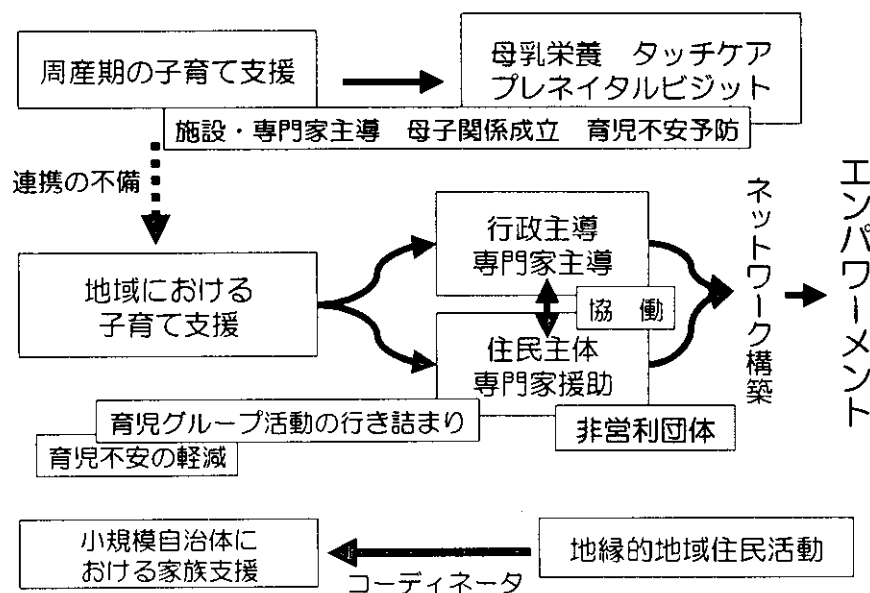 周産期の子育て支援
母乳栄養　タッチケア
プレネイタルビジット
施設・専門家主導　母子関係成立　育児不安予防
連携の不備
地域における
子育て支援
行政主導
専門家主導
協　働
住民主体
専門家援助
非営利団体
育児グループ活動の行き詰まり
育児不安の軽減
ネットワーク構築
エンパワーメント
小規模自治体に
おける家族支援
コーディネータ
地縁的地域住民活動